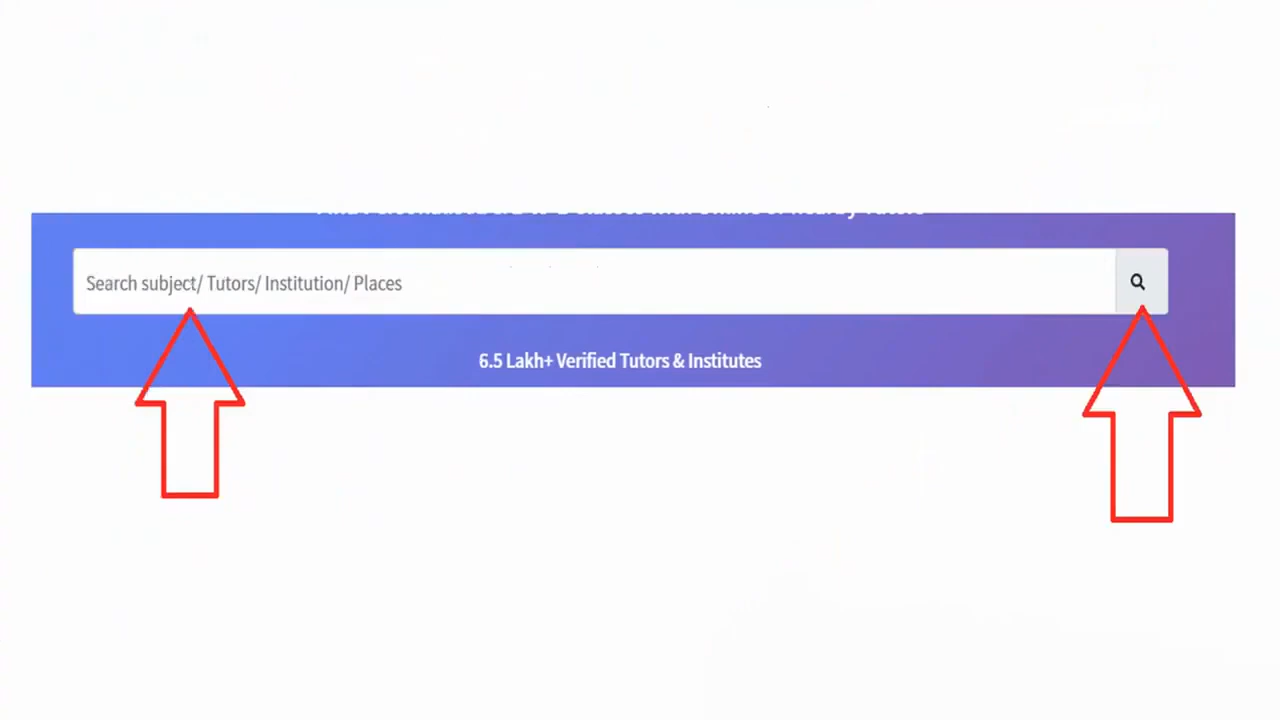 Search subject/ Tutors/ Institution/ Places
6.5 Lakh+ Verified Tutors & Institutes